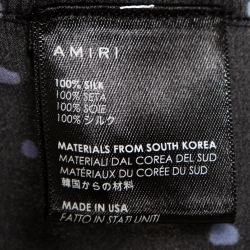 AMIRI
100% SILK
100% SETA
100% SOIE
100% シルク
MATERIALS FROM SOUTH KOREA
MATERIALI DAL COREA DEL SUD
MATÉRIAUX DU CORÉE DU SUD
韓国からの材料
MADE IN USA
FATTO IN STATI UNITI